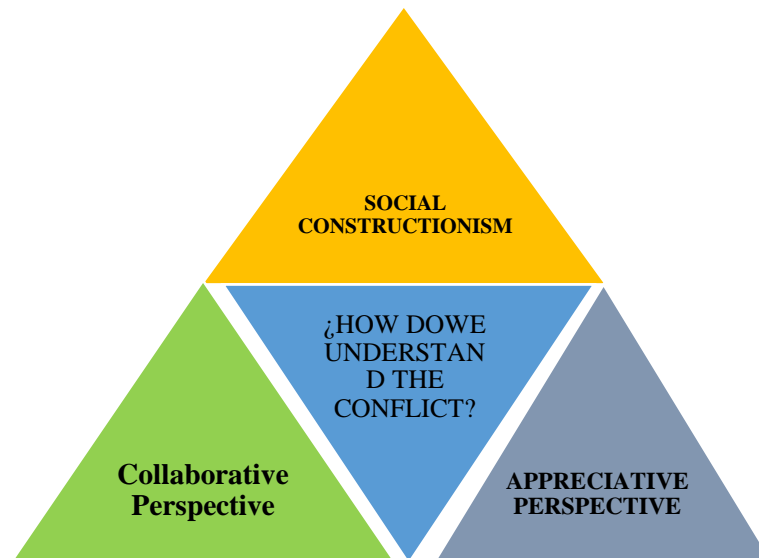 SOCIAL
CONSTRUCTIONISM
¿HOW DOWE
UNDERSTAN
D THE
CONFLICT?
Collaborative
Perspective
APPRECIATIVE
PERSPECTIVE